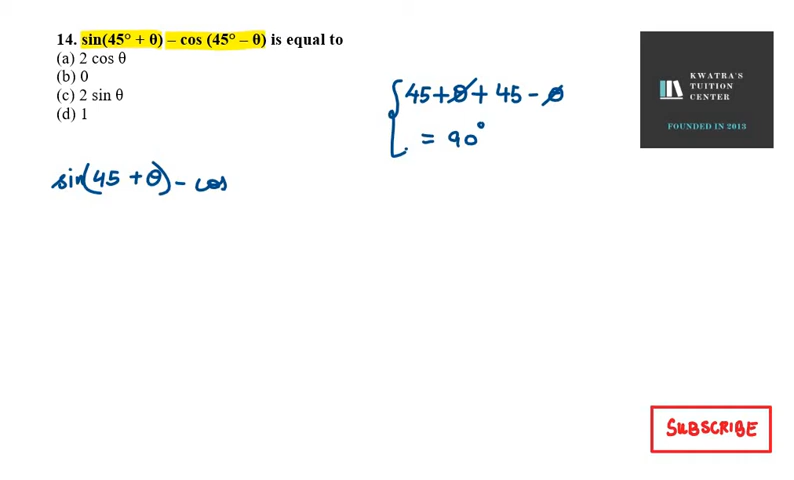 14. sin(45° + θ) – cos (45° – θ) is equal to
(a) 2 cos θ
(b) 0
(c) 2 sin θ
(d) 1
45 + θ + 45 - θ
= 90°
sin(45 + θ) - cos
KWATRA'S
TUITION
CENTER
FOUNDED IN 2013
SUBSCRIBE